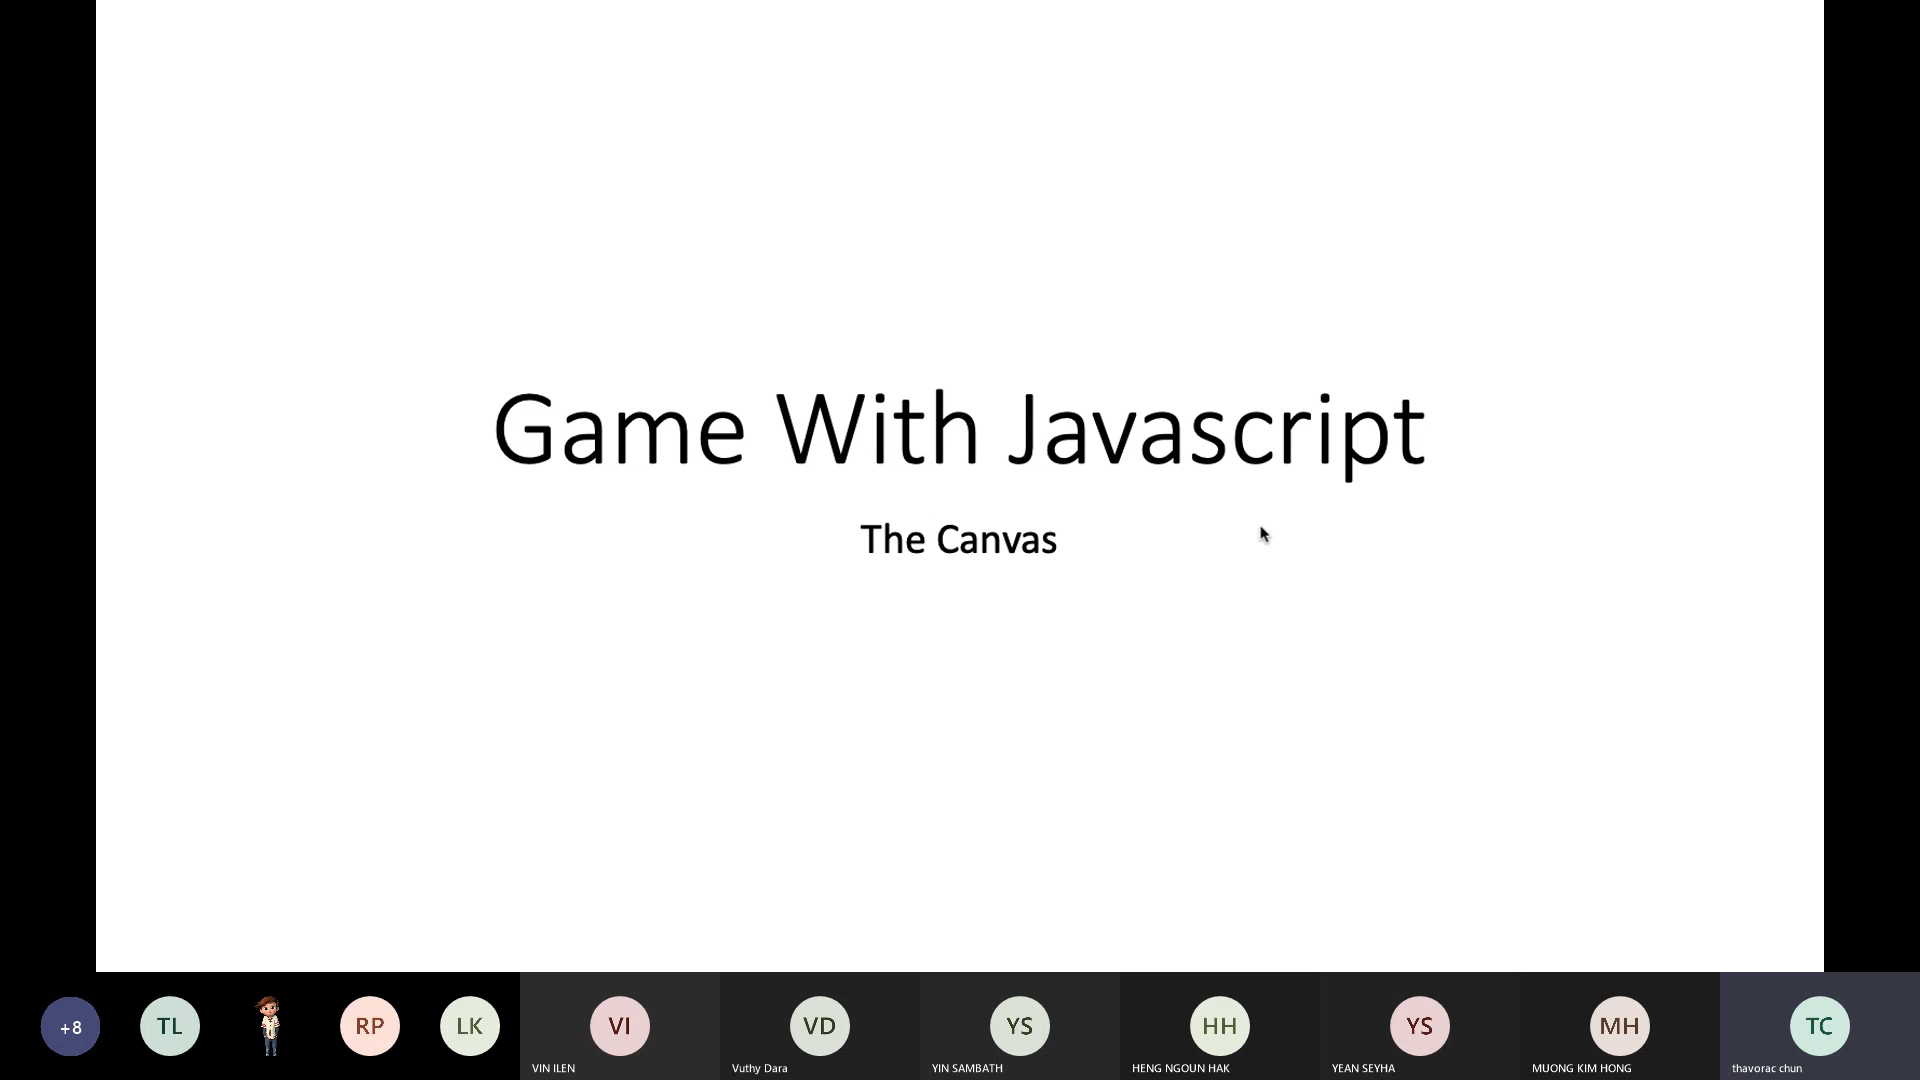 Game With Javascript
The Canvas
+8
TL
RP
LK
VI
VIN ILEN
VD
Vuthy Dara
YS
YIN SAMBATH
HH
HENG NGOUN HAK
YS
YEAN SEYHA
MH
MUONG KIM HONG
TC
thavorac chun